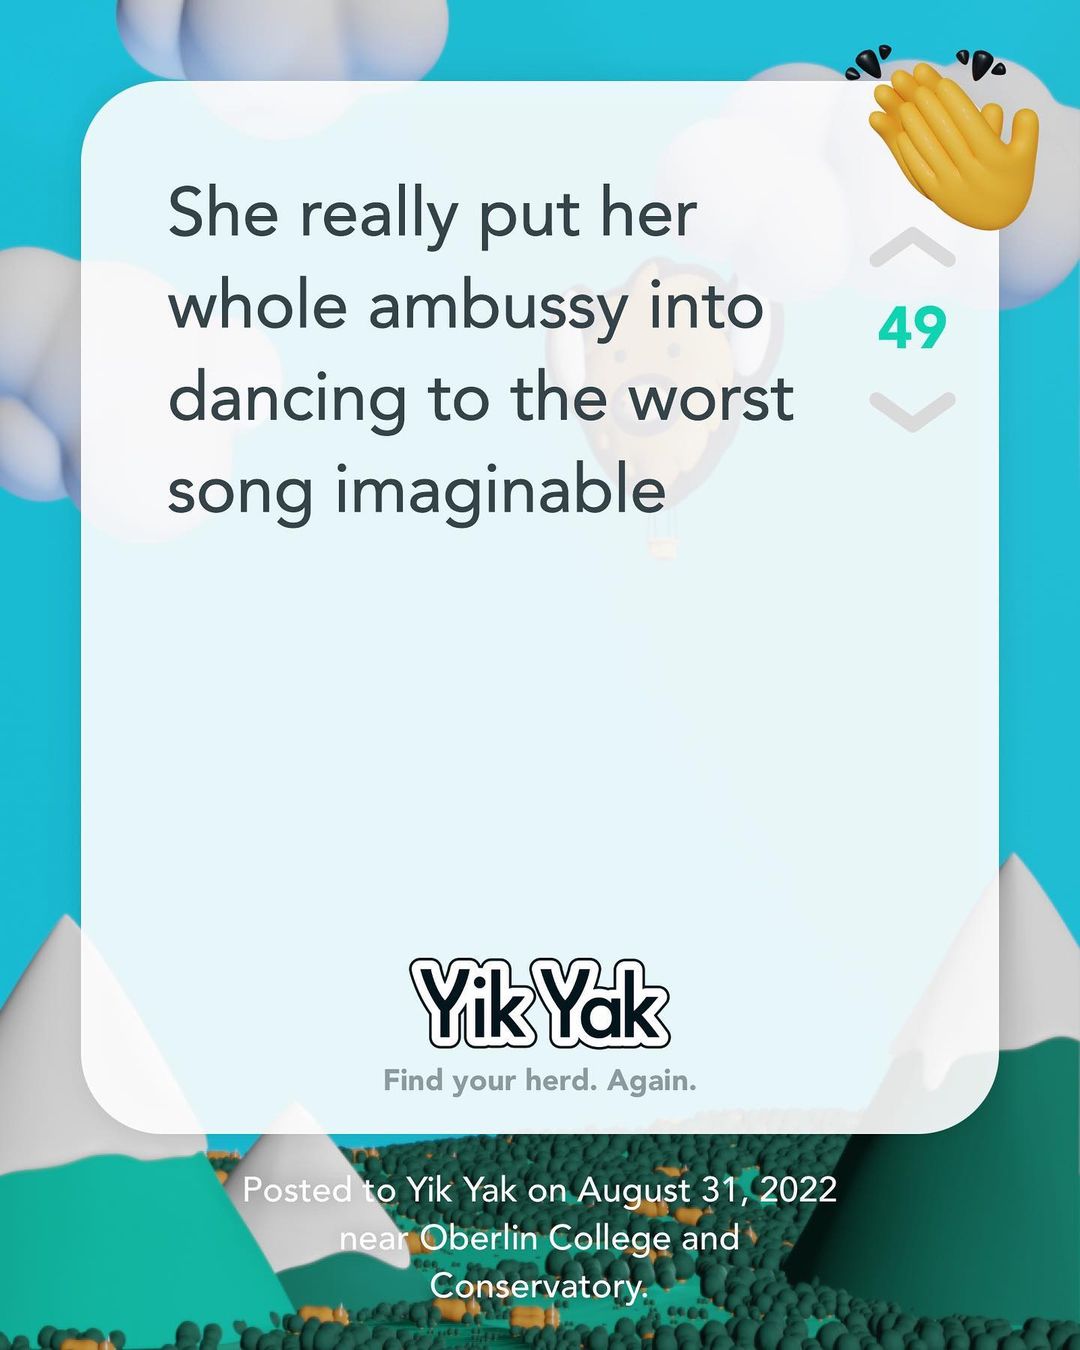 She really put her
whole ambussy into
dancing to the worst
song imaginable
49
Yik Yak
Find your herd. Again.
Posted to Yik Yak on August 31, 2022
near Oberlin College and
Conservatory.